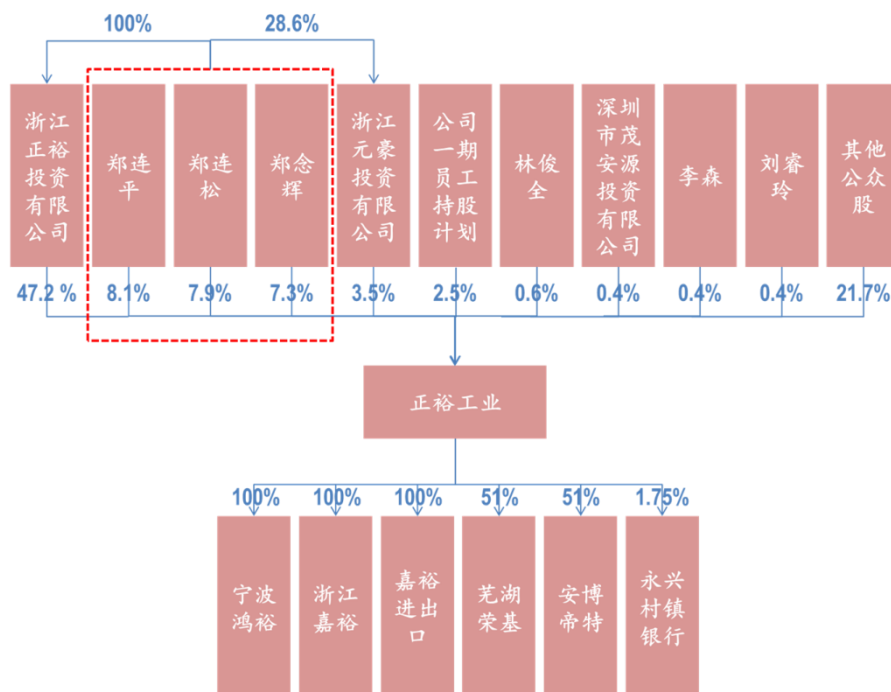 100%
28.6%
浙江
正裕
投资
有限
公司
郑连
平
郑连
松
郑念
辉
浙江
元豪
投资
有限
公司
公司
一期
员工
持股
计划
林俊
全
深圳
市茂
安源
投资
有限
公司
李森
刘睿
玲
其他
公众
股
47.2 %
8.1%
7.9%
7.3%
3.5%
2.5%
0.6%
0.4%
0.4%
0.4%
21.7%
正裕工业
100%
100%
100%
51%
51%
1.75%
宁波
鸿裕
浙江
嘉裕
嘉裕
进出
口
芜湖
荣基
安博
帝特
永兴
村镇
银行